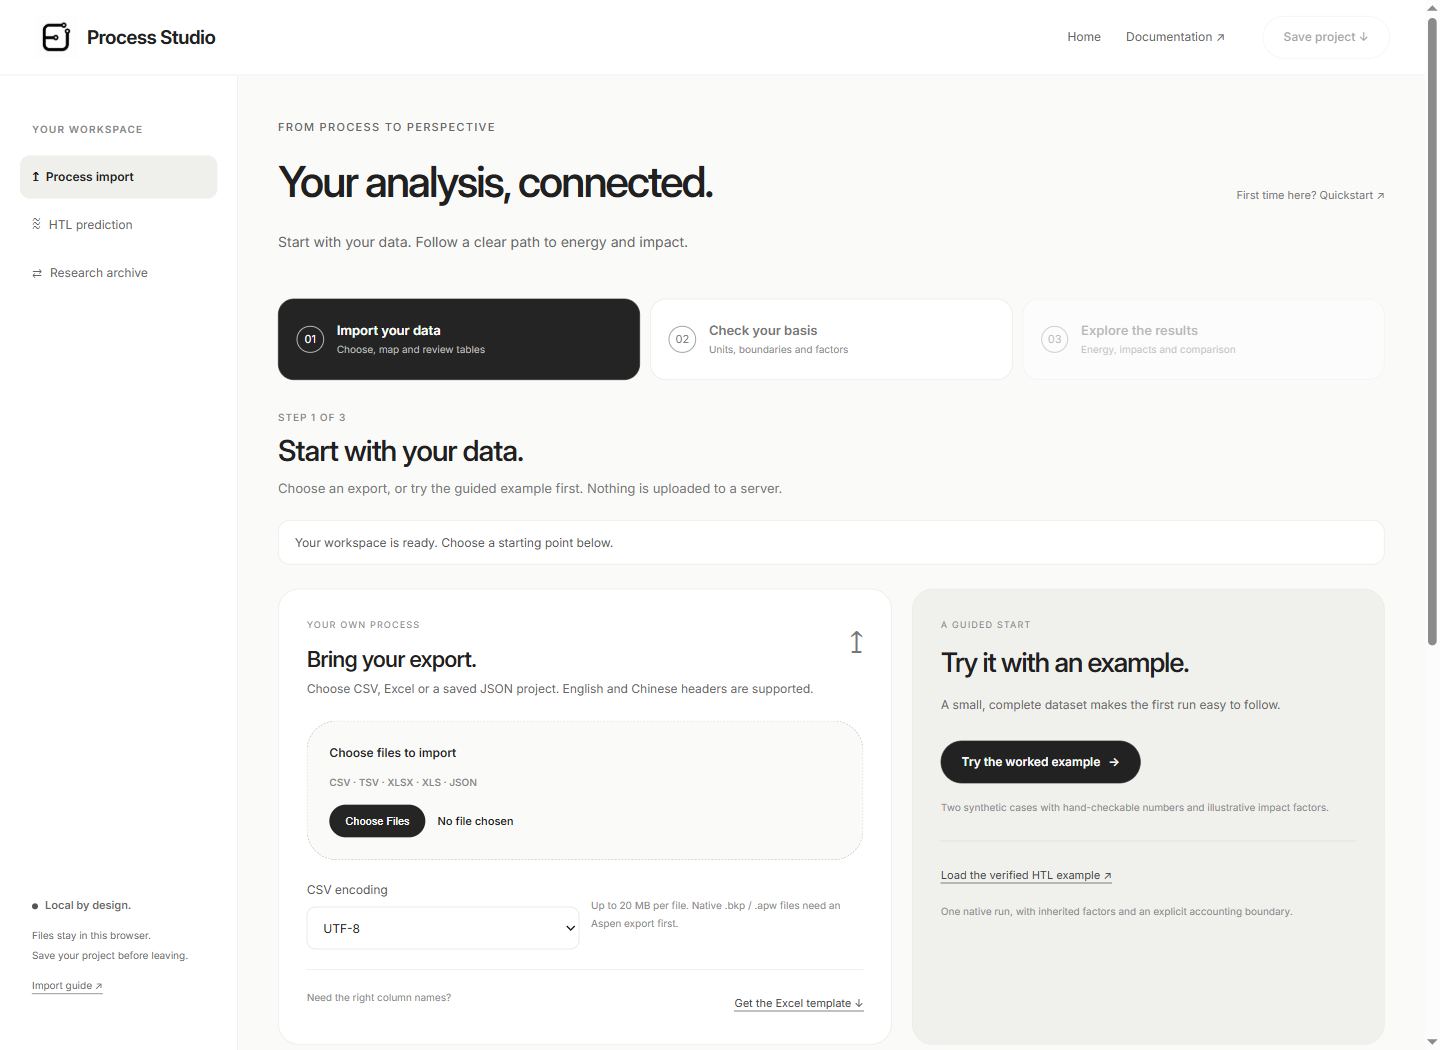 Process Studio
Home
Documentation ↗
Save project ↓
YOUR WORKSPACE
↥ Process import
HTL prediction
⇄ Research archive
FROM PROCESS TO PERSPECTIVE
Your analysis, connected.
First time here? Quickstart ↗
Start with your data. Follow a clear path to energy and impact.
01
Import your data
Choose, map and review tables
02
Check your basis
Units, boundaries and factors
03
Explore the results
Energy, impacts and comparison
STEP 1 OF 3
Start with your data.
Choose an export, or try the guided example first. Nothing is uploaded to a server.
Your workspace is ready. Choose a starting point below.
YOUR OWN PROCESS
Bring your export.
↥
Choose CSV, Excel or a saved JSON project. English and Chinese headers are supported.
Choose files to import
CSV · TSV · XLSX · XLS · JSON
Choose Files No file chosen
CSV encoding
UTF-8
Up to 20 MB per file. Native .bkp / .apw files need an
Aspen export first.
Need the right column names?
Get the Excel template ↓
A GUIDED START
Try it with an example.
A small, complete dataset makes the first run easy to follow.
Try the worked example →
Two synthetic cases with hand-checkable numbers and illustrative impact factors.
Load the verified HTL example ↗
One native run, with inherited factors and an explicit accounting boundary.
Local by design.
Files stay in this browser.
Save your project before leaving.
Import guide ↗